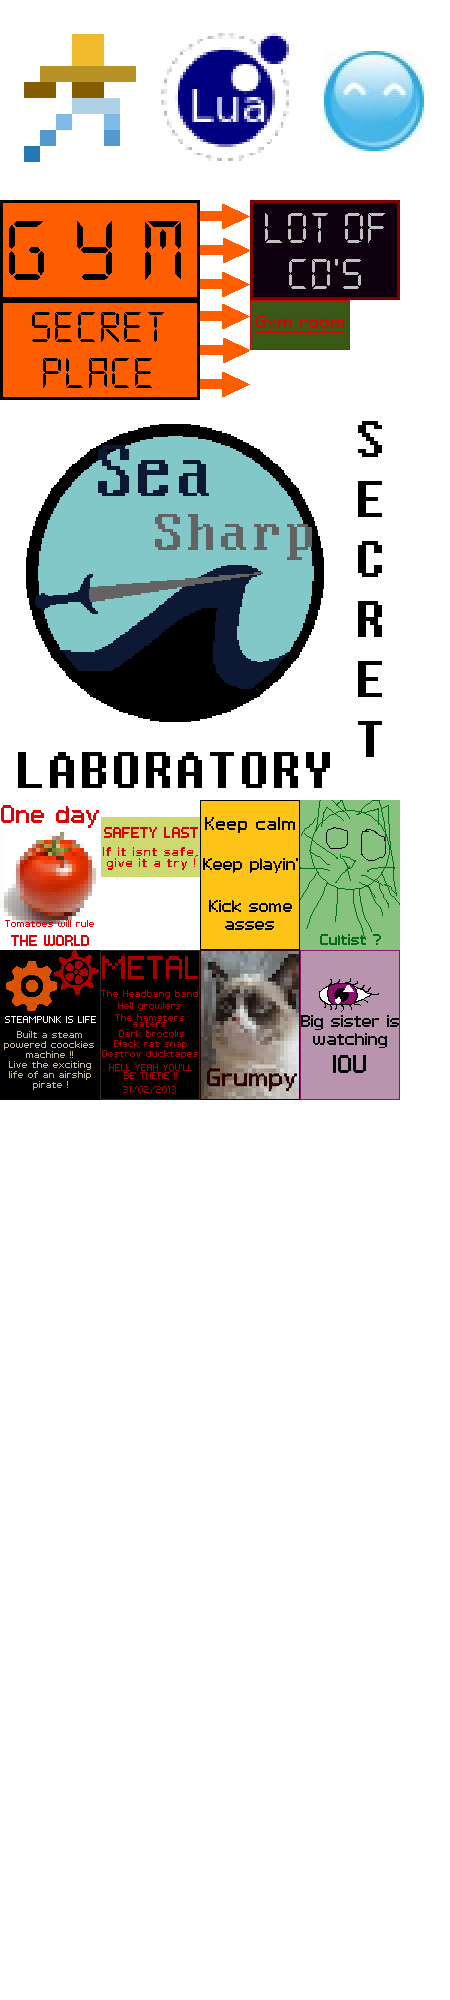 Lua
GYM
SECRET
PLACE
LOT OF
CD'S
Gym room
Sea
Sharp
SECRET
LABORATORY
One day
Tomatoes will rule
THE WORLD
SAFETY LAST
If it isnt safe,
give it a try !
Keep calm
Keep playin'
Kick some
asses
Cultist ?
STEAMPUNK IS LIFE
Built a steam
powered coockies
machine !!
Live the exciting
life of an airship
pirate !
METAL
The Headbang band
Hell growlers
The hamsters
eaters
Dark brocolis
Black rat snap
Destroy ducktapes
HELL YEAH YOU'LL
BE THERE !!
31/02/2013
Grumpy
Big sister is
watching
IOU